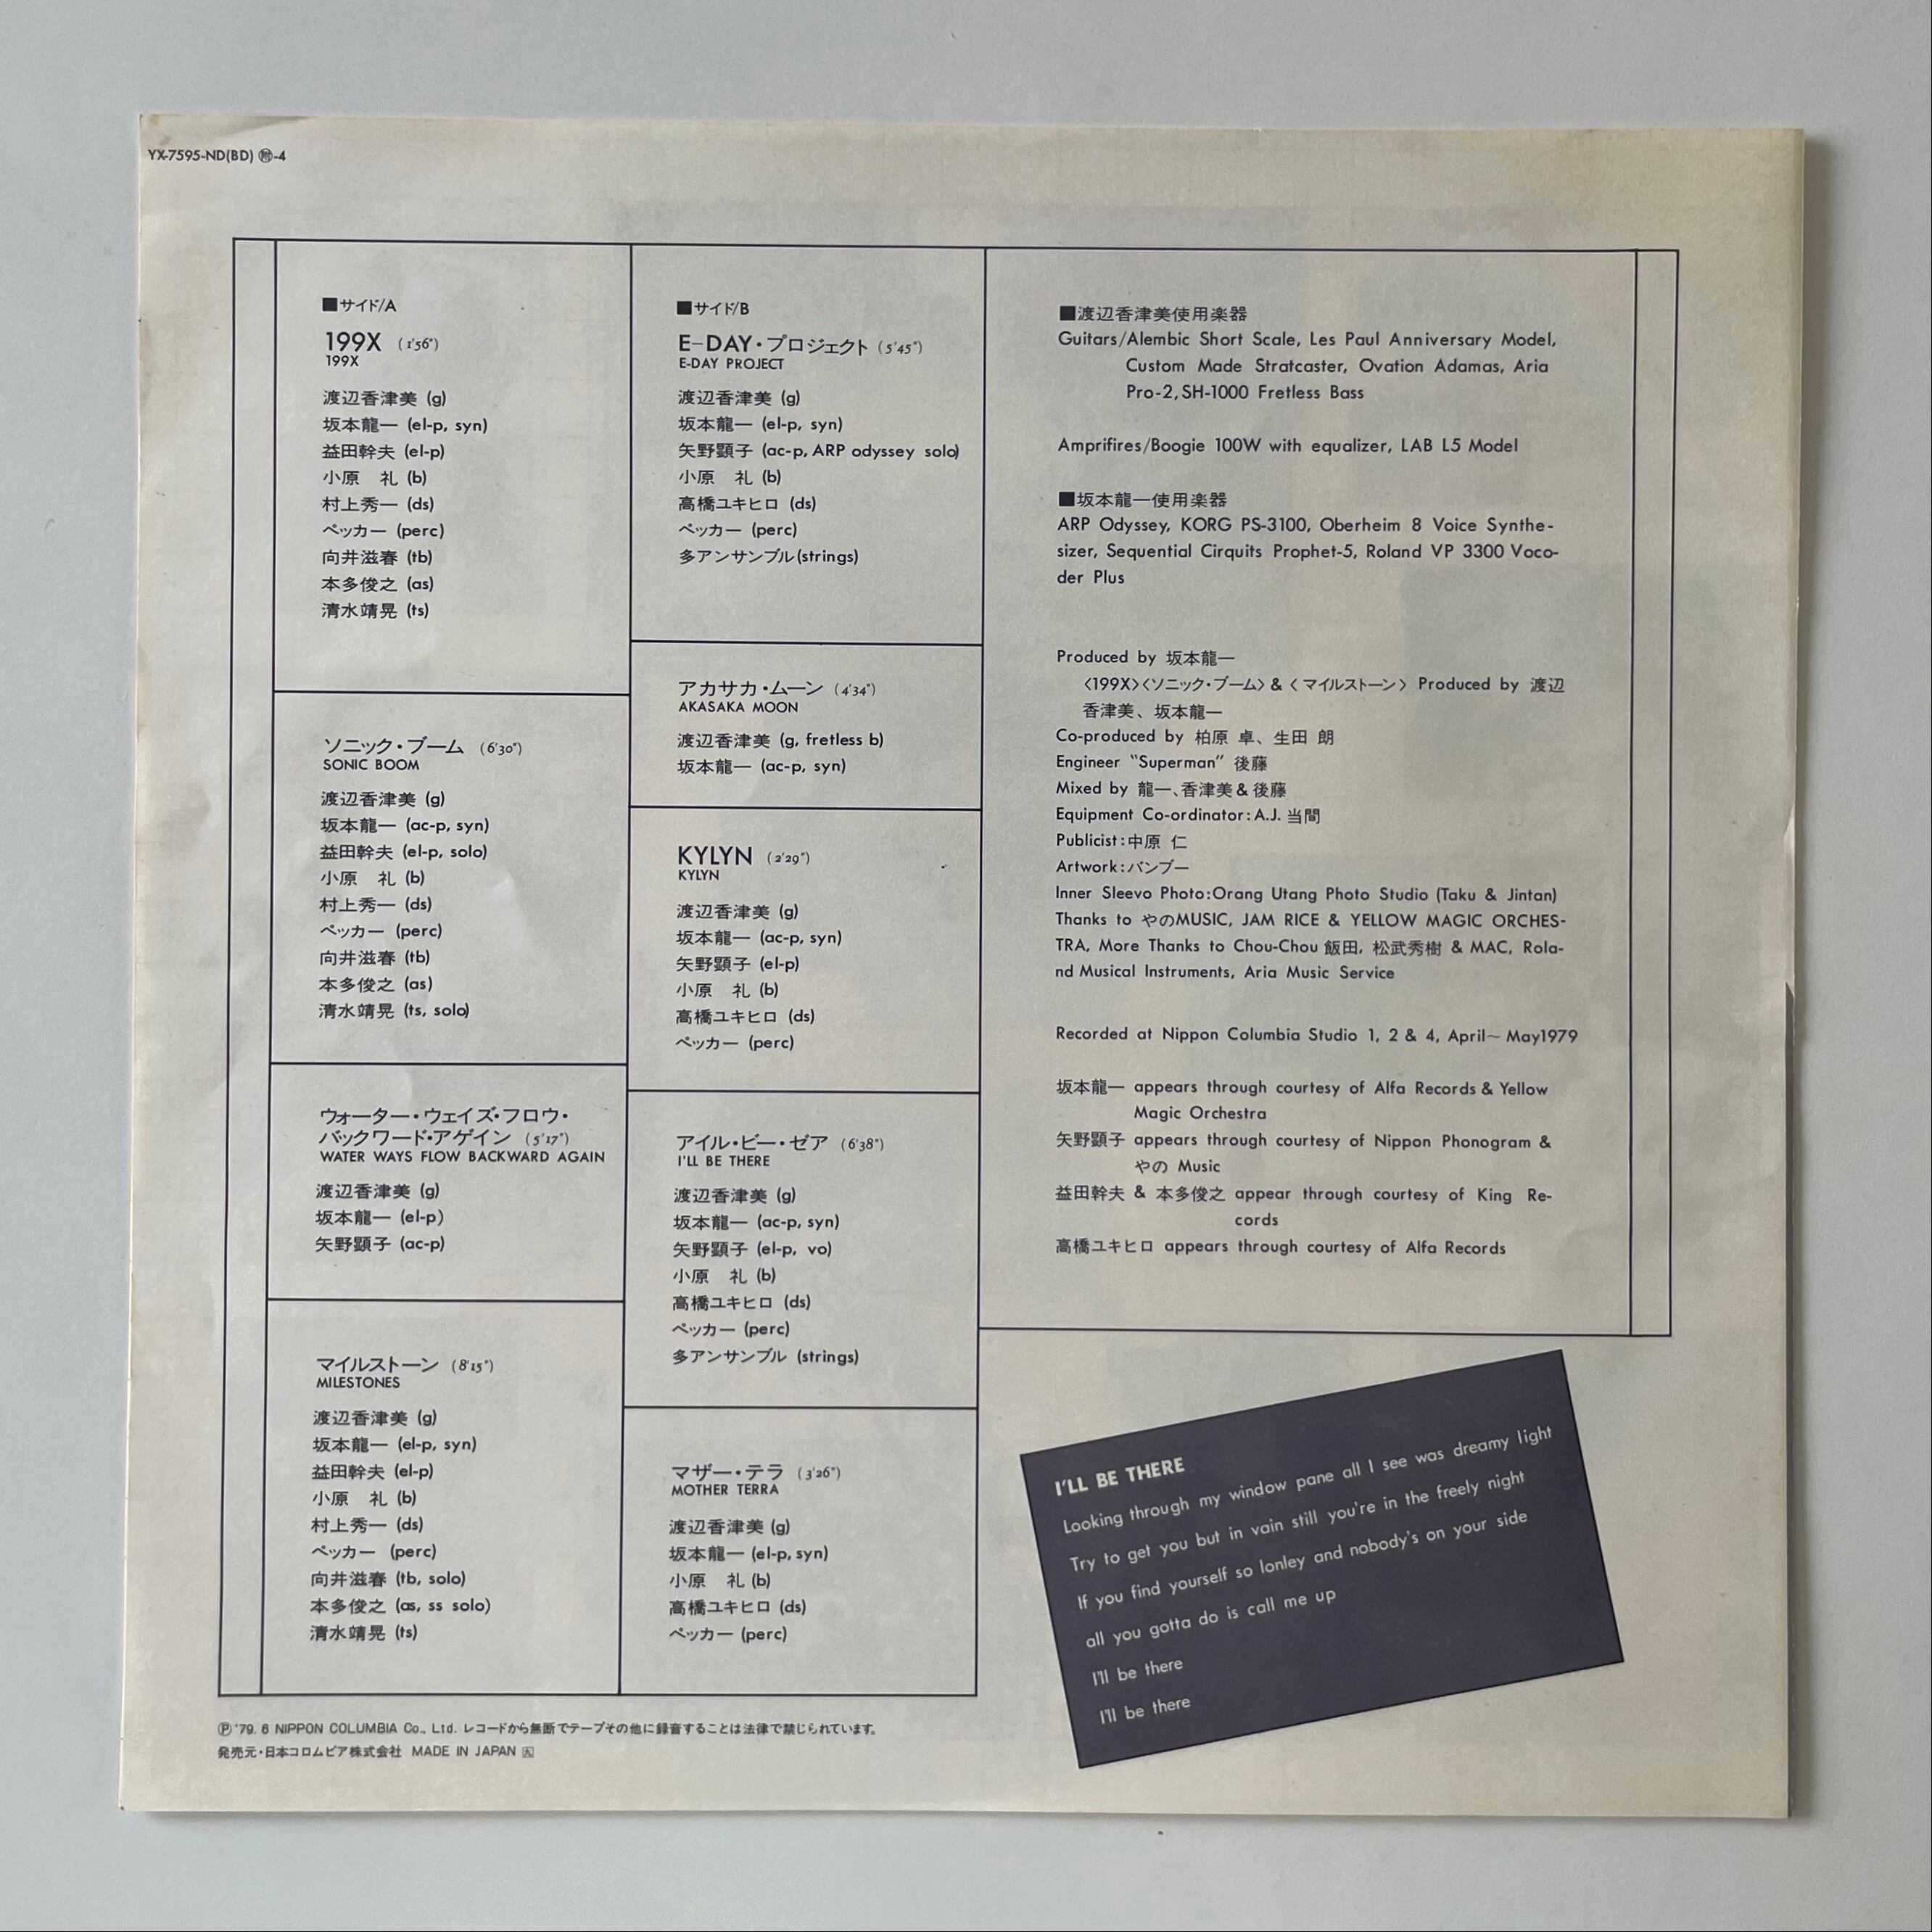 YX-7595-ND(BD) ㊟-4
■サイド/A
199X (1'56")
199X
渡辺香津美 (g)
坂本龍一 (el-p, syn)
益田幹夫 (el-p)
小原　礼 (b)
村上秀一 (ds)
ペッカー (perc)
向井滋春 (tb)
本多俊之 (as)
清水靖晃 (ts)
ソニック・ブーム (6'30")
SONIC BOOM
渡辺香津美 (g)
坂本龍一 (ac-p, syn)
益田幹夫 (el-p, solo)
小原　礼 (b)
村上秀一 (ds)
ペッカー (perc)
向井滋春 (tb)
本多俊之 (as)
清水靖晃 (ts, solo)
ウォーター・ウェイズ・フロウ・
バックワード・アゲイン (5'17")
WATER WAYS FLOW BACKWARD AGAIN
渡辺香津美 (g)
坂本龍一 (el-p)
矢野顕子 (ac-p)
マイルストーン (8'15")
MILESTONES
渡辺香津美 (g)
坂本龍一 (el-p, syn)
益田幹夫 (el-p)
小原　礼 (b)
村上秀一 (ds)
ペッカー (perc)
向井滋春 (tb, solo)
本多俊之 (as, ss solo)
清水靖晃 (ts)
■サイド/B
E-DAY・プロジェクト (5'45")
E-DAY PROJECT
渡辺香津美 (g)
坂本龍一 (el-p, syn)
矢野顕子 (ac-p, ARP odyssey solo)
小原　礼 (b)
高橋ユキヒロ (ds)
ペッカー (perc)
多アンサンブル(strings)
アカサカ・ムーン (4'34")
AKASAKA MOON
渡辺香津美 (g, fretless b)
坂本龍一 (ac-p, syn)
KYLYN (2'29")
KYLYN
渡辺香津美 (g)
坂本龍一 (ac-p, syn)
矢野顕子 (el-p)
小原　礼 (b)
高橋ユキヒロ (ds)
ペッカー (perc)
アイル・ビー・ゼア (6'38")
I'LL BE THERE
渡辺香津美 (g)
坂本龍一 (ac-p, syn)
矢野顕子 (el-p, vo)
小原　礼 (b)
高橋ユキヒロ (ds)
ペッカー (perc)
多アンサンブル (strings)
マザー・テラ (3'26")
MOTHER TERRA
渡辺香津美 (g)
坂本龍一 (el-p, syn)
小原　礼 (b)
高橋ユキヒロ (ds)
ペッカー (perc)
■渡辺香津美使用楽器
Guitars/Alembic Short Scale, Les Paul Anniversary Model,
Custom Made Stratcaster, Ovation Adamas, Aria
Pro-2, SH-1000 Fretless Bass
Amprifires/Boogie 100W with equalizer, LAB L5 Model
■坂本龍一使用楽器
ARP Odyssey, KORG PS-3100, Oberheim 8 Voice Synthe-
sizer, Sequential Cirquits Prophet-5, Roland VP 3300 Voco-
der Plus
Produced by 坂本龍一
〈199X〉〈ソニック・ブーム〉&〈マイルストーン〉 Produced by 渡辺
香津美、坂本龍一
Co-produced by 柏原 卓、生田 朗
Engineer "Superman" 後藤
Mixed by 龍一、香津美&後藤
Equipment Co-ordinator:A.J. 当間
Publicist:中原 仁
Artwork:バンブー
Inner Sleevo Photo:Orang Utang Photo Studio (Taku & Jintan)
Thanks to やのMUSIC, JAM RICE & YELLOW MAGIC ORCHES-
TRA, More Thanks to Chou-Chou 飯田, 松武秀樹 & MAC, Rola-
nd Musical Instruments, Aria Music Service
Recorded at Nippon Columbia Studio 1, 2 & 4, April~May1979
坂本龍一 appears through courtesy of Alfa Records & Yellow
Magic Orchestra
矢野顕子 appears through courtesy of Nippon Phonogram &
やの Music
益田幹夫 & 本多俊之 appear through courtesy of King Re-
cords
高橋ユキヒロ appears through courtesy of Alfa Records
I'LL BE THERE
Looking through my window pane all I see was dreamy light
Try to get you but in vain still you're in the freely night
If you find yourself so lonley and nobody's on your side
all you gotta do is call me up
I'll be there
I'll be there
Ⓟ'79. 6 NIPPON COLUMBIA Co., Ltd. レコードから無断でテープその他に録音することは法律で禁じられています。
発売元・日本コロムビア株式会社 MADE IN JAPAN